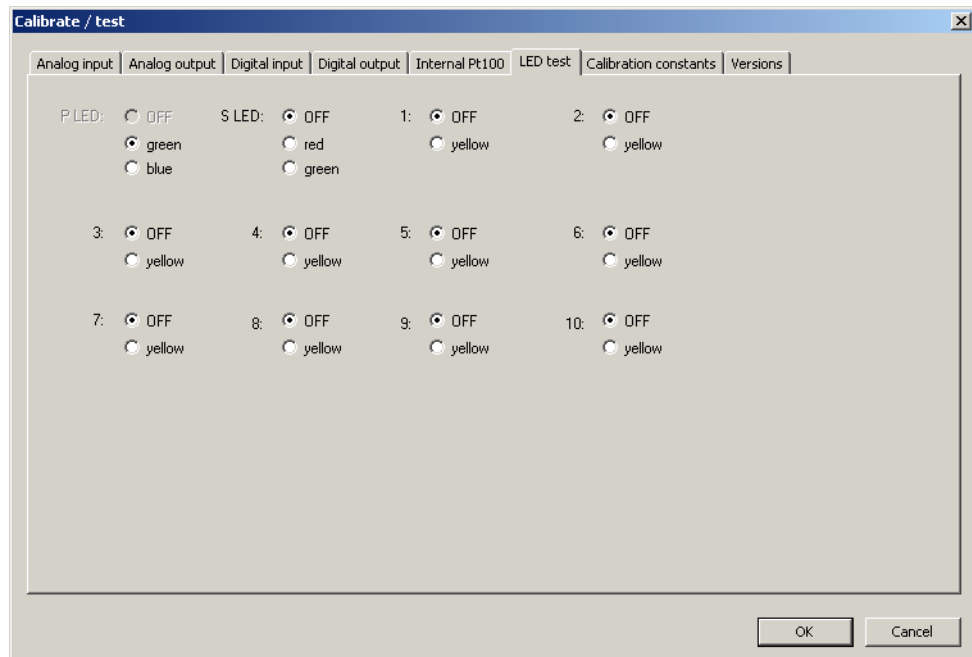 Calibrate / test
Analog input Analog output Digital input Digital output Internal Pt100 LED test Calibration constants Versions
P LED: OFF S LED: OFF 1: OFF 2: OFF
green red yellow yellow
blue green
3: OFF 4: OFF 5: OFF 6: OFF
yellow yellow yellow yellow
7: OFF 8: OFF 9: OFF 10: OFF
yellow yellow yellow yellow
OK Cancel